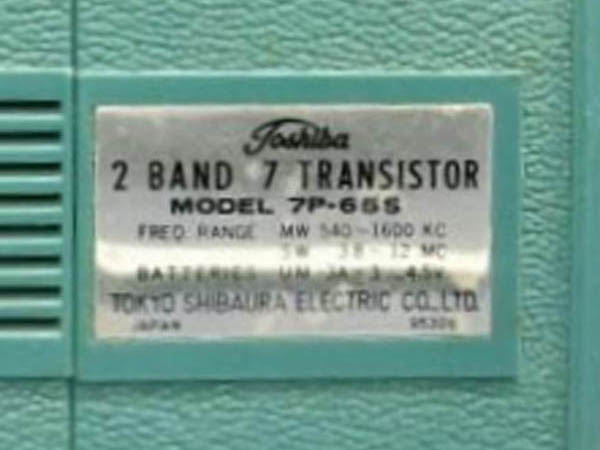 Toshiba
2 BAND 7 TRANSISTOR
MODEL 7P-65S
FREQ. RANGE MW 540~1600 KC
SW 3.8~12 MC
BATTERIES UM-3A×3 4.5V
TOKYO SHIBAURA ELECTRIC CO., LTD.
JAPAN